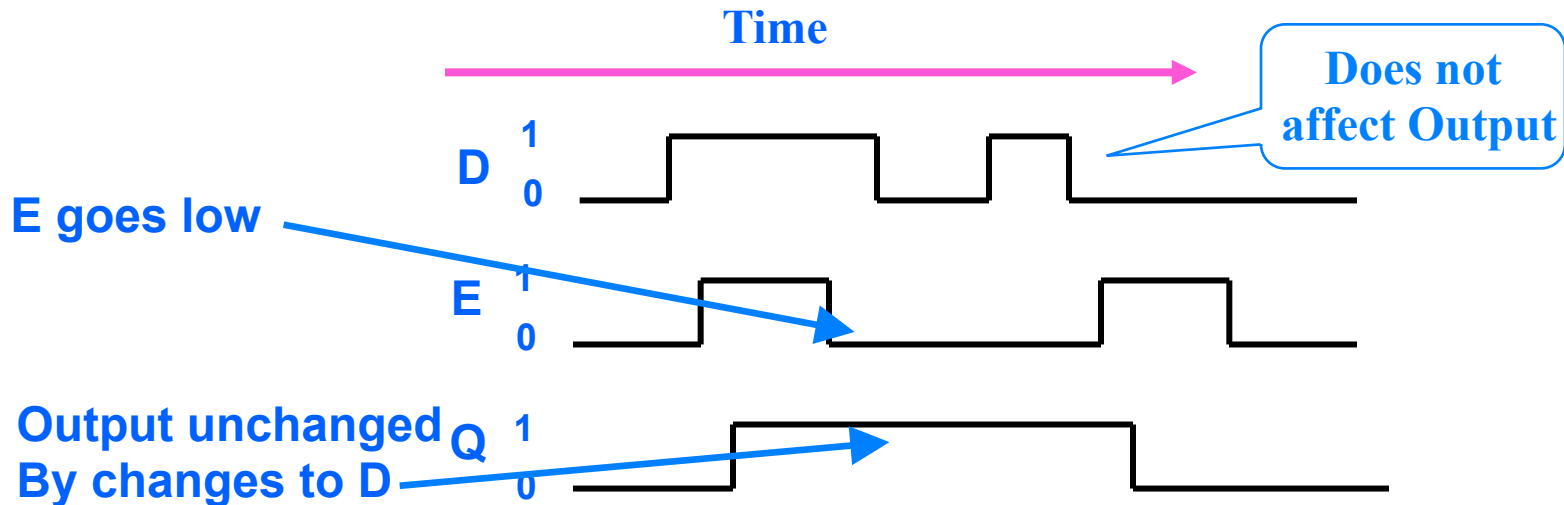 Time
Does not
affect Output
D
1
0
E goes low
E
1
0
Output unchanged
By changes to D
Q
1
0